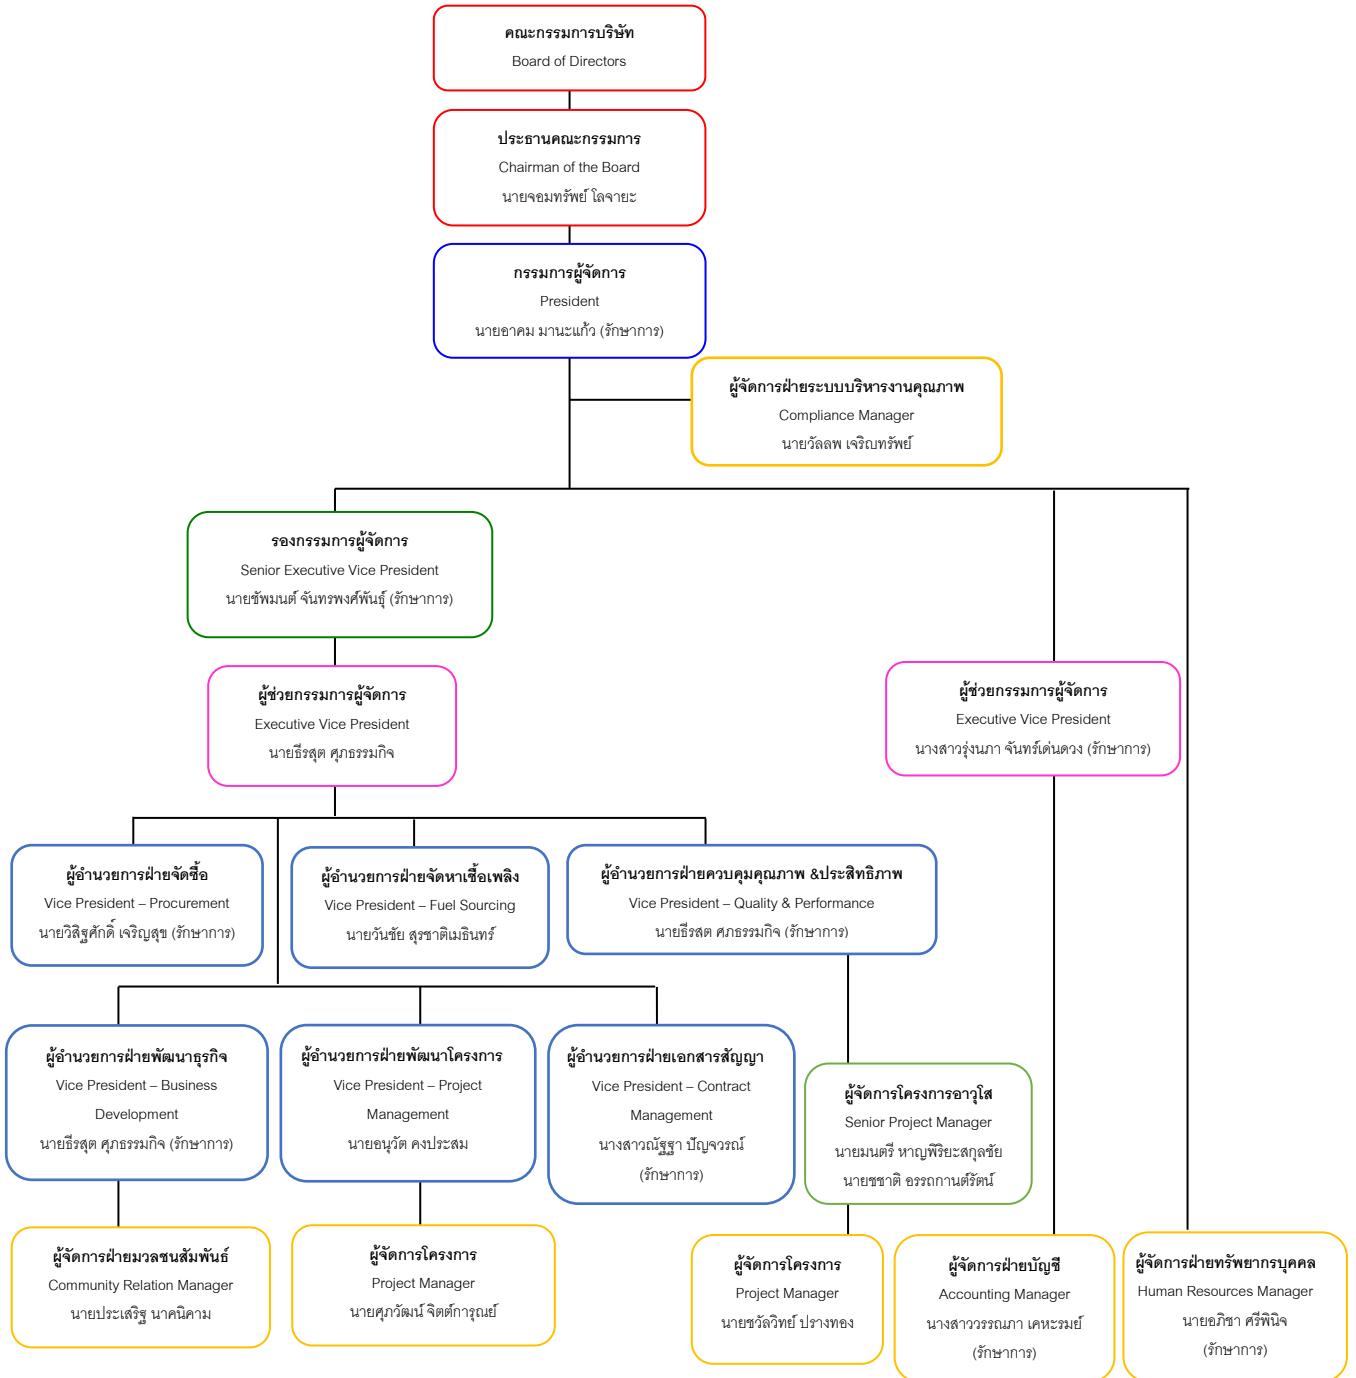 คณะกรรมการบริษัท
Board of Directors
ประธานคณะกรรมการ
Chairman of the Board
นายจอมทรัพย์ โลจายะ
กรรมการผู้จัดการ
President
นายอาคม มานะแก้ว (รักษาการ)
ผู้จัดการฝ่ายระบบบริหารงานคุณภาพ
Compliance Manager
นายวัลลพ เจริญทรัพย์
รองกรรมการผู้จัดการ
Senior Executive Vice President
นายชัพมนต์ จันทรพงศ์พันธุ์ (รักษาการ)
ผู้ช่วยกรรมการผู้จัดการ
Executive Vice President
นายธีรสุต ศุภธรรมกิจ
ผู้ช่วยกรรมการผู้จัดการ
Executive Vice President
นางสาวรุ่งนภา จันทร์เด่นดวง (รักษาการ)
ผู้อำนวยการฝ่ายจัดซื้อ
Vice President – Procurement
นายวิสิฐศักดิ์ เจริญสุข (รักษาการ)
ผู้อำนวยการฝ่ายจัดหาเชื้อเพลิง
Vice President – Fuel Sourcing
นายวันชัย สุรชาติเมธินทร์
ผู้อำนวยการฝ่ายควบคุมคุณภาพ &ประสิทธิภาพ
Vice President – Quality & Performance
นายธีรสต ศภธรรมกิจ (รักษาการ)
ผู้อำนวยการฝ่ายพัฒนาธุรกิจ
Vice President – Business
Development
นายธีรสุต ศุภธรรมกิจ (รักษาการ)
ผู้อำนวยการฝ่ายพัฒนาโครงการ
Vice President – Project
Management
นายอนุวัต คงประสม
ผู้อำนวยการฝ่ายเอกสารสัญญา
Vice President – Contract
Management
นางสาวณัฐฐา ปัญจวรณ์
(รักษาการ)
ผู้จัดการโครงการอาวุโส
Senior Project Manager
นายมนตรี หาญพิริยะสกุลชัย
นายชชาติ อรรถกานต์รัตน์
ผู้จัดการฝ่ายมวลชนสัมพันธ์
Community Relation Manager
นายประเสริฐ นาคนิคาม
ผู้จัดการโครงการ
Project Manager
นายศุภวัฒน์ จิตต์การุณย์
ผู้จัดการโครงการ
Project Manager
นายชวัลวิทย์ ปรางทอง
ผู้จัดการฝ่ายบัญชี
Accounting Manager
นางสาววรรณภา เคหะรมย์
(รักษาการ)
ผู้จัดการฝ่ายทรัพยากรบุคคล
Human Resources Manager
นายอภิชา ศรีพินิจ
(รักษาการ)